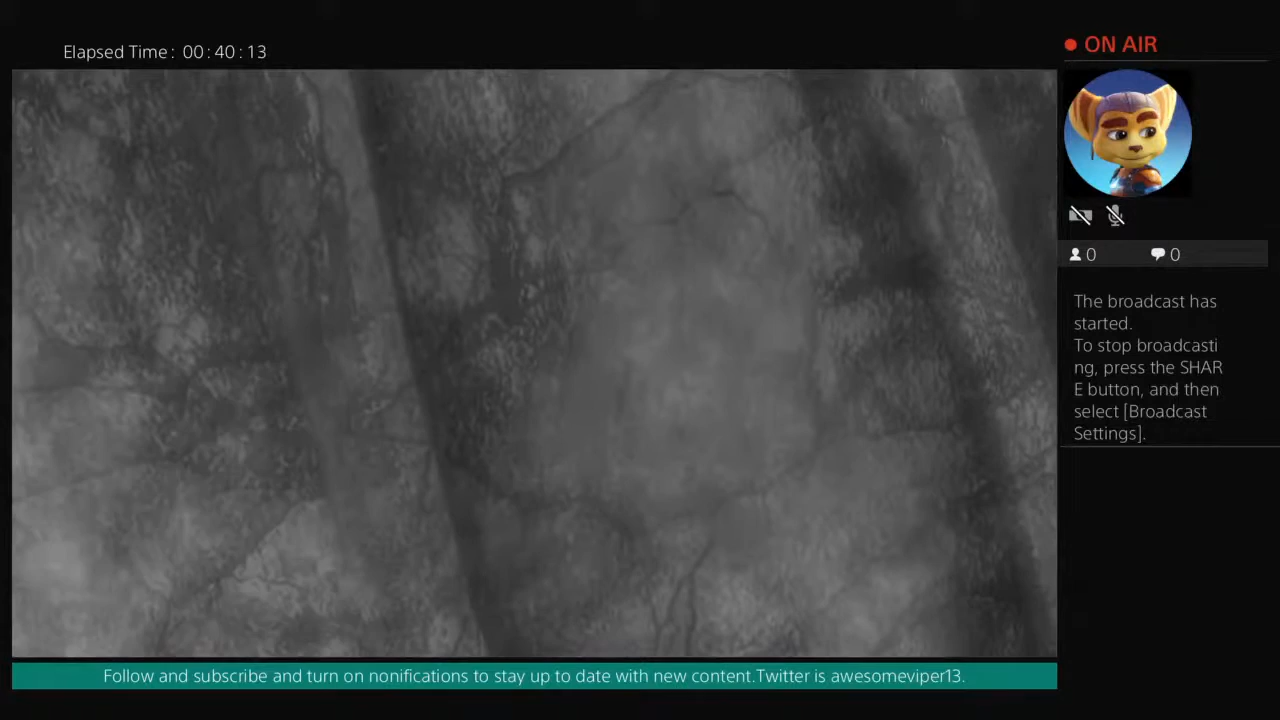 Elapsed Time: 00:40:13
ON AIR
0 0
The broadcast has
started.
To stop broadcasti
ng, press the SHAR
E button, and then
select [Broadcast
Settings].
Follow and subscribe and turn on nonifications to stay up to date with new content.Twitter is awesomeviper13.